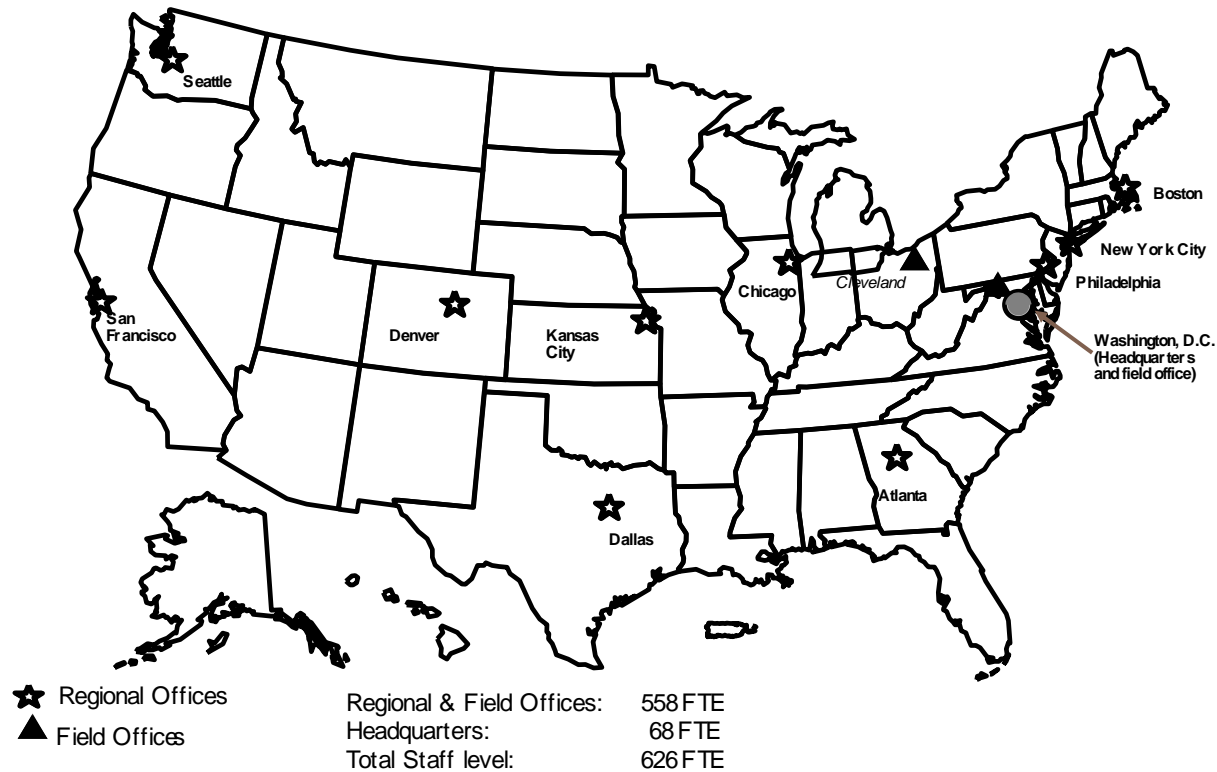 Seattle
Boston
New York City
Philadelphia
Cleveland
Chicago
San
Francisco
Denver
Kansas
City
Washington, D.C.
(Headquarters
and field office)
Atlanta
Dallas
Regional Offices
Field Offices
Regional & Field Offices: 558 FTE
Headquarters: 68 FTE
Total Staff level: 626 FTE